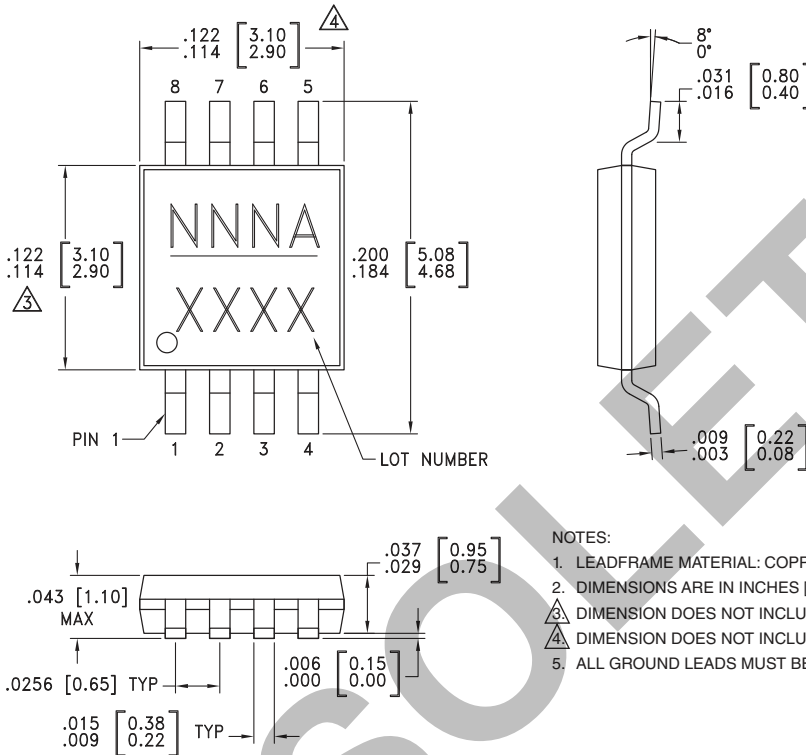 .122 [3.10]
.114 [2.90]
4
8 7 6 5
8°
0°
.031 [0.80]
.016 [0.40]
NNNA
XXXX
.122 [3.10]
.114 [2.90]
3
.200 [5.08]
.184 [4.68]
PIN 1
1 2 3 4
LOT NUMBER
.009 [0.22]
.003 [0.08]
.043 [1.10]
MAX
.037 [0.95]
.029 [0.75]
.0256 [0.65] TYP
.006 [0.15]
.000 [0.00]
.015 [0.38]
.009 [0.22]
TYP
NOTES:
1. LEADFRAME MATERIAL:
2. DIMENSIONS ARE IN INCHES [
3. DIMENSION DOES NOT
4. DIMENSION DOES NOT
5. ALL GROUND LEADS MUST